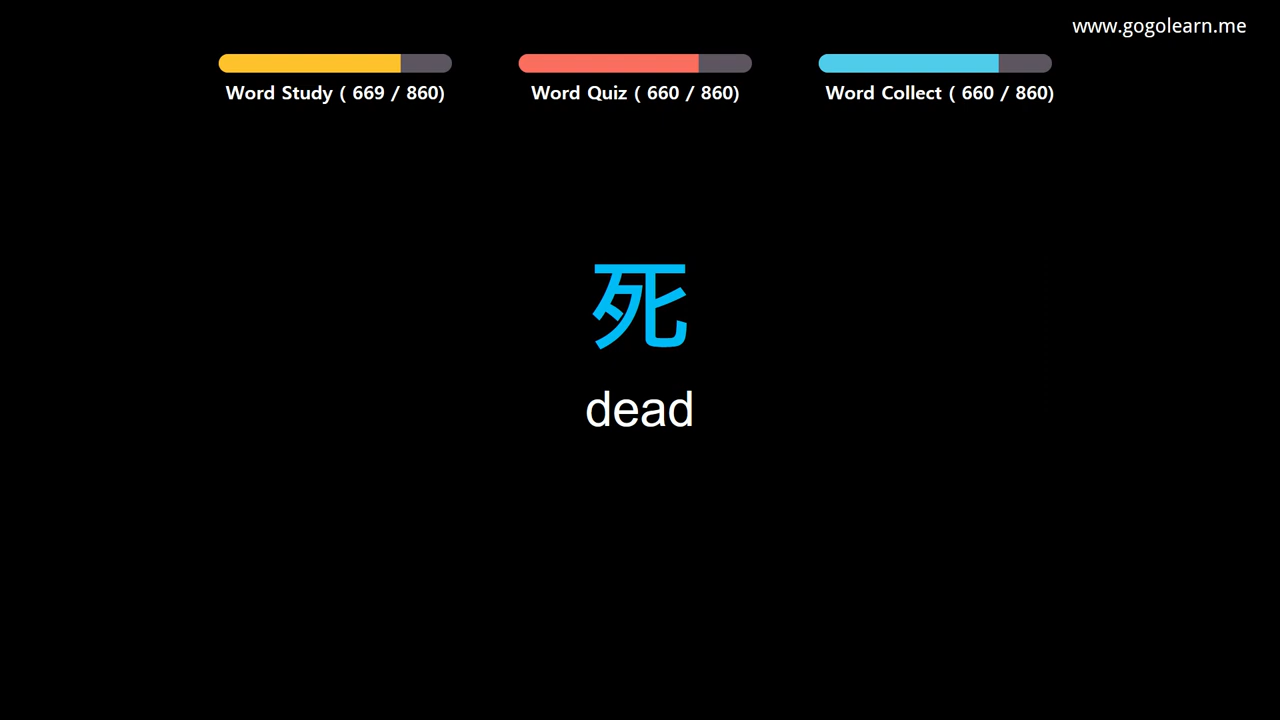 www.gogolearn.me
Word Study ( 669 / 860)
Word Quiz ( 660 / 860)
Word Collect ( 660 / 860)
死
dead